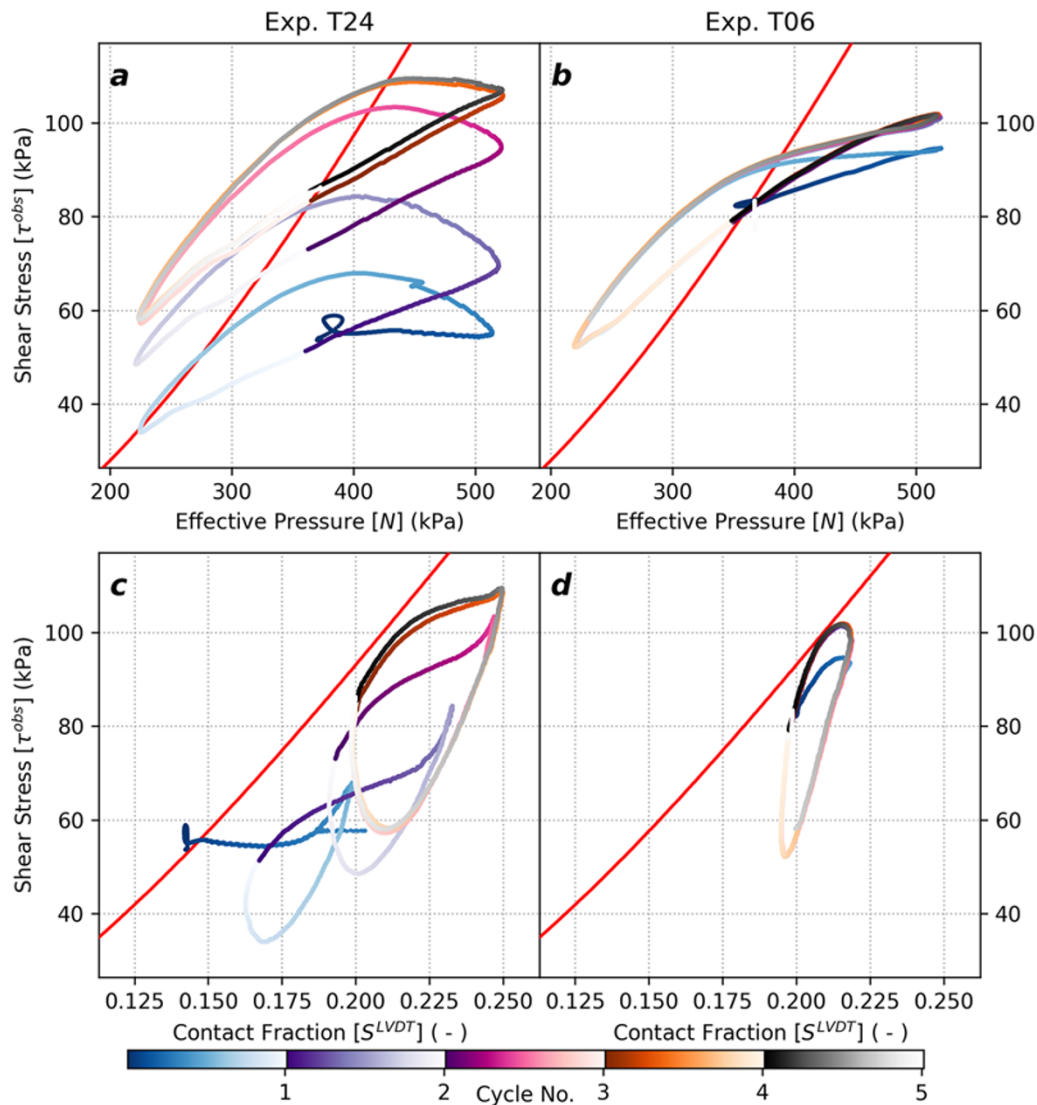 Exp. T24 Exp. T06
a b
Shear Stress [τ^obs] (kPa)
100 100
80 80
60 60
40 40
200 300 400 500 200 300 400 500
Effective Pressure [N] (kPa) Effective Pressure [N] (kPa)
c d
Shear Stress [τ^obs] (kPa)
100 100
80 80
60 60
40 40
0.125 0.150 0.175 0.200 0.225 0.250 0.125 0.150 0.175 0.200 0.225 0.250
Contact Fraction [S^LVDT] ( - ) Contact Fraction [S^LVDT] ( - )
1 2 3 4 5
Cycle No.